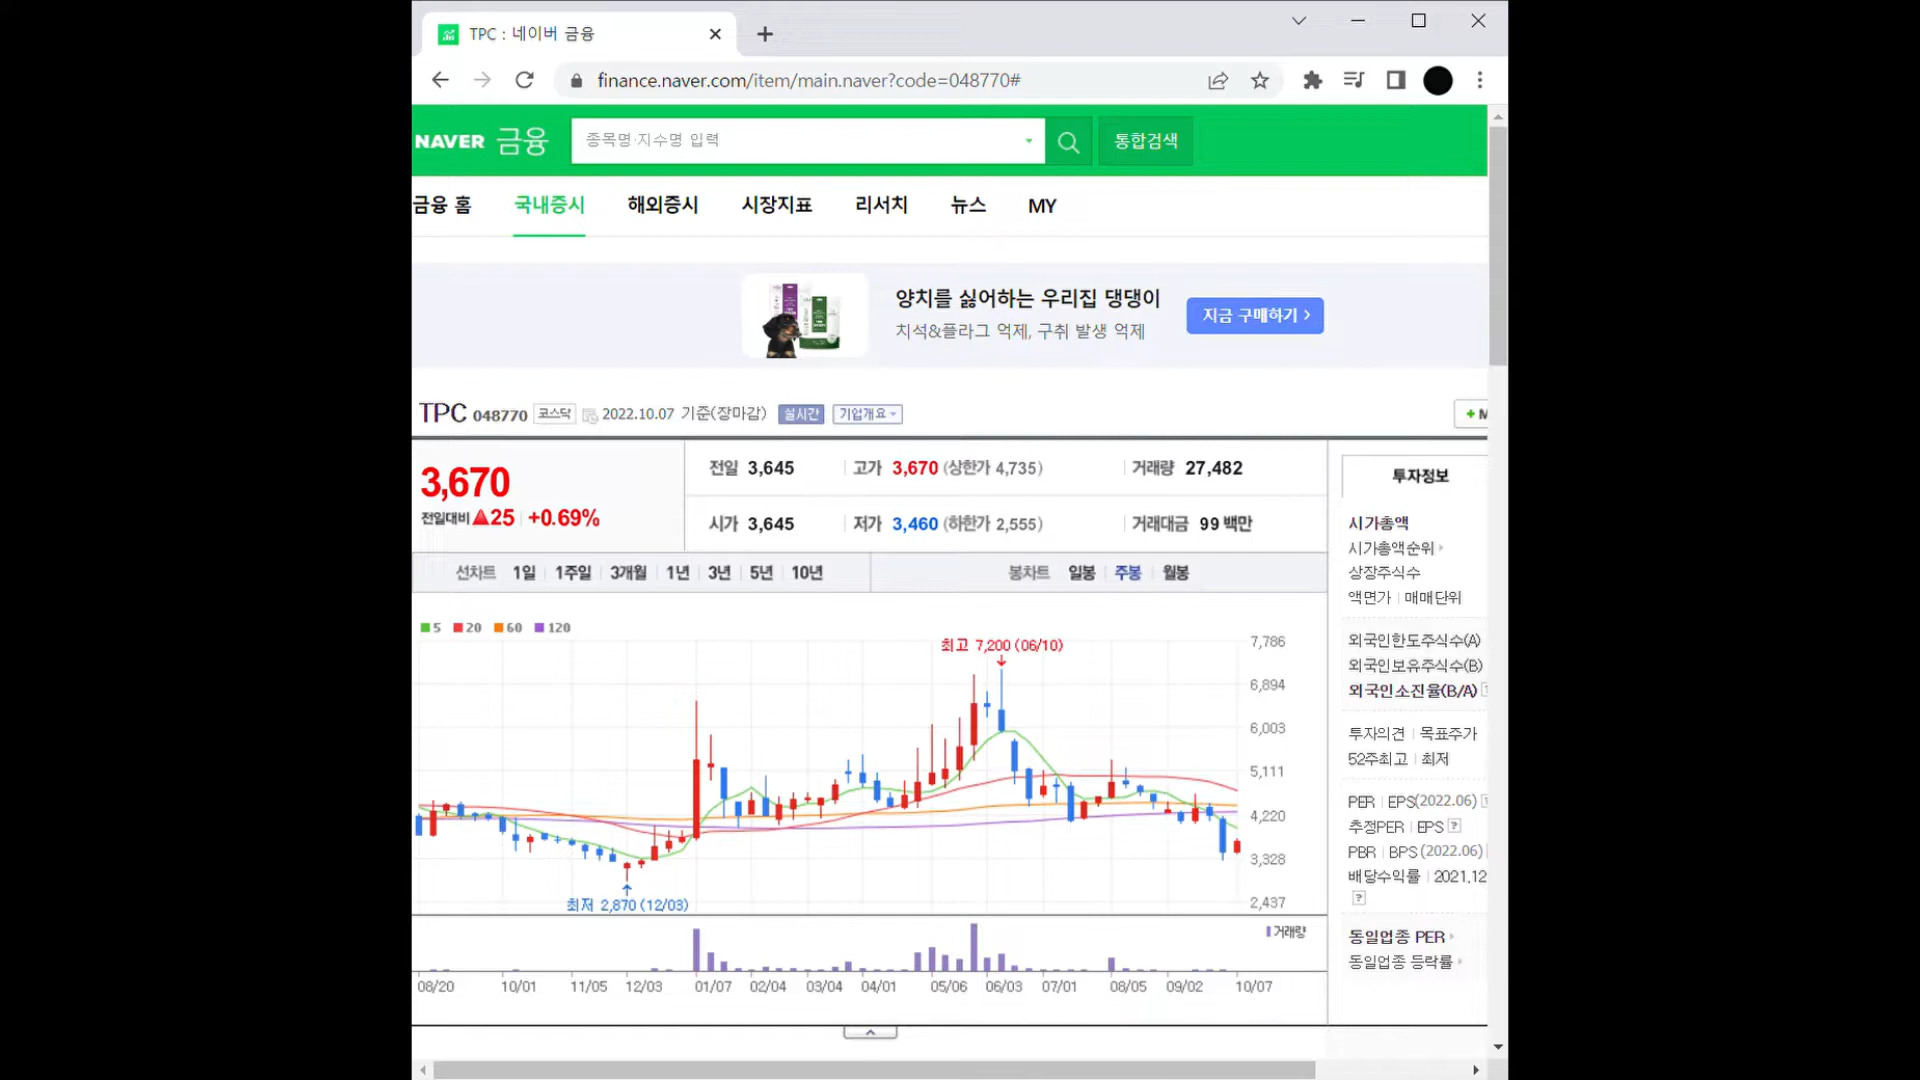 TPC : 네이버 금융
finance.naver.com/item/main.naver?code=048770#
NAVER 금융
종목명·지수명 입력
통합검색
금융 홈 국내증시 해외증시 시장지표 리서치 뉴스 MY
양치를 싫어하는 우리집 댕댕이
치석&플라그 억제, 구취 발생 억제
지금 구매하기 >
TPC 048770 코스닥 2022.10.07 기준(장마감) 실시간 기업개요
+ M
3,670
전일대비 ▲25 +0.69%
전일 3,645 고가 3,670 (상한가 4,735) 거래량 27,482
시가 3,645 저가 3,460 (하한가 2,555) 거래대금 99 백만
선차트 1일 1주일 3개월 1년 3년 5년 10년 봉차트 일봉 주봉 월봉
5 20 60 120
최고 7,200 (06/10)
7,786
6,894
6,003
5,111
4,220
3,328
2,437
최저 2,870 (12/03)
거래량
08/20 10/01 11/05 12/03 01/07 02/04 03/04 04/01 05/06 06/03 07/01 08/05 09/02 10/07
투자정보
시가총액
시가총액순위
상장주식수
액면가 | 매매단위
외국인한도주식수(A)
외국인보유주식수(B)
외국인소진율(B/A)
투자의견 | 목표주가
52주최고 | 최저
PER | EPS(2022.06)
추정PER | EPS ?
PBR | BPS (2022.06)
배당수익률 | 2021.12
?
동일업종 PER
동일업종 등락률